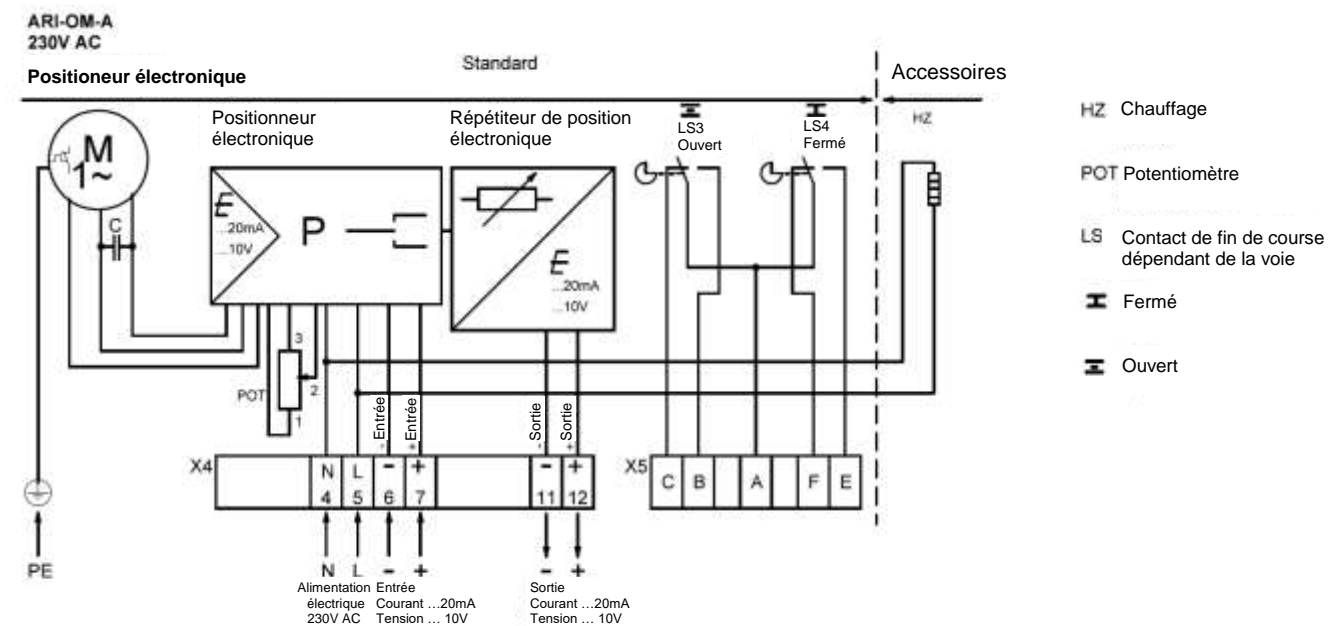 ARI-OM-A
230V AC
Positioneur électronique
Standard
Accessoires
M
1~
Positionneur
électronique
Répétiteur de position
électronique
LS3
Ouvert
LS4
Fermé
HZ
HZ Chauffage
POT Potentiomètre
LS Contact de fin de course
dépendant de la voie
Fermé
Ouvert
C
E
...20mA
...10V
P
E
...20mA
...10V
POT
3
2
1
- Entrée
+ Entrée
- Sortie
+ Sortie
X4
N L - +
4 5 6 7
- +
11 12
X5
C B A F E
PE
N L - +
- +
Alimentation
électrique
230V AC
Entrée
Courant ...20mA
Tension ... 10V
Sortie
Courant ...20mA
Tension ... 10V